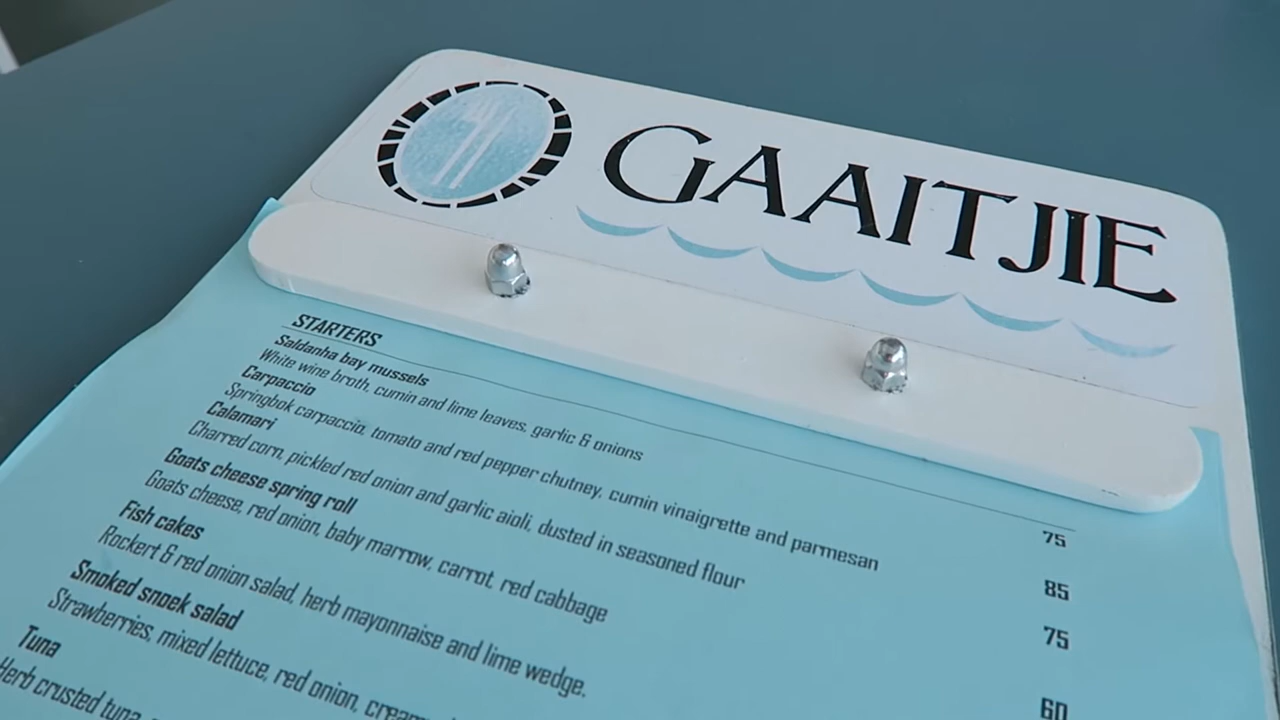 GAAITJIE
STARTERS
Saldanha bay mussels 75
White wine broth, cumin and lime leaves, garlic & onions
Carpaccio 85
Springbok carpaccio, tomato and red pepper chutney, cumin vinaigrette and parmesan
Calamari 75
Charred corn, pickled red onion and garlic aioli, dusted in seasoned flour
Goats cheese spring roll 60
Goats cheese, red onion, baby marrow, carrot, red cabbage
Fish cakes
Rockert & red onion salad, herb mayonnaise and lime wedge.
Smoked snoek salad
Strawberries, mixed lettuce, red onion,
Tuna
Herb crusted tuna